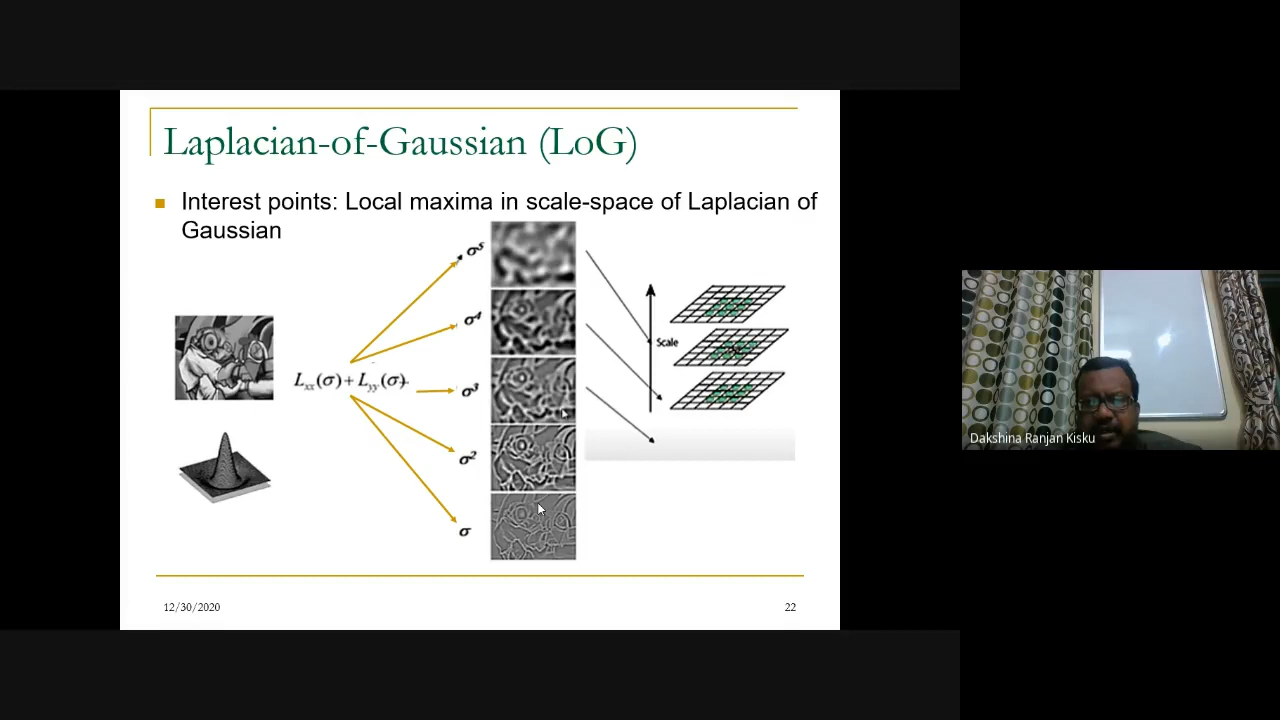 Laplacian-of-Gaussian (LoG)
Interest points: Local maxima in scale-space of Laplacian of
Gaussian
σ⁵
σ⁴
Lxx(σ) + Lyy(σ)
σ³
σ²
σ
Scale
12/30/2020
22
Dakshina Ranjan Kisku